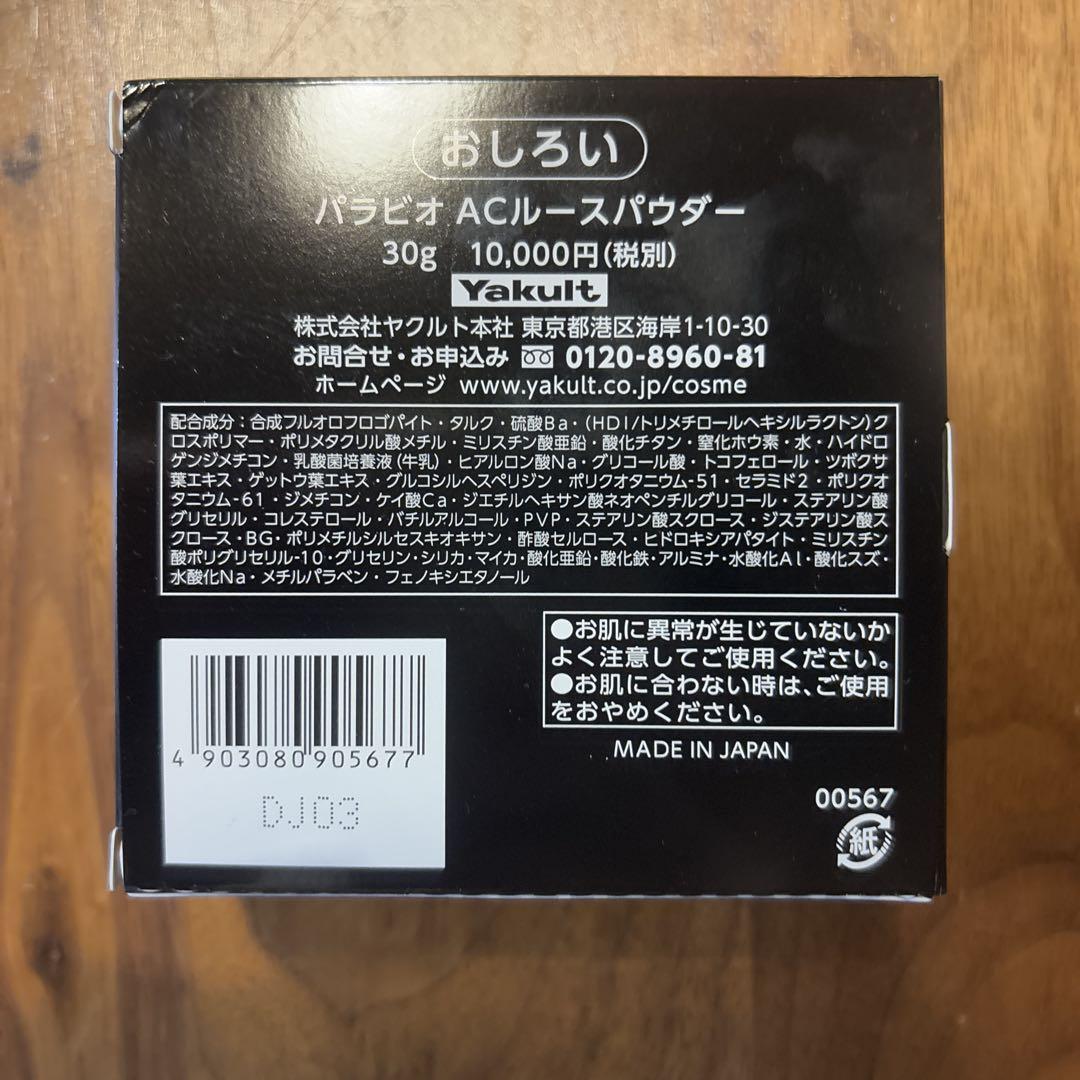 おしろい
パラビオ ACルースパウダー
30g 10,000円(税別)
Yakult
株式会社ヤクルト本社 東京都港区海岸1-10-30
お問合せ・お申込み 0120-8960-81
ホームページ www.yakult.co.jp/cosme
配合成分:合成フルオロフロゴパイト・タルク・硫酸Ba・(HDI/トリメチロールヘキシルラクトン)ク
ロスポリマー・ポリメタクリル酸メチル・ミリスチン酸亜鉛・酸化チタン・窒化ホウ素・水・ハイドロ
ゲンジメチコン・乳酸菌培養液(牛乳)・ヒアルロン酸Na・グリコール酸・トコフェロール・ツボクサ
葉エキス・ゲットウ葉エキス・グルコシルヘスペリジン・ポリクオタニウム-51・セラミド2・ポリクオ
タニウム-61・ジメチコン・ケイ酸Ca・ジエチルヘキサン酸ネオペンチルグリコール・ステアリン酸
グリセリル・コレステロール・バチルアルコール・PVP・ステアリン酸スクロース・ジステアリン酸ス
クロース・BG・ポリメチルシルセスキオキサン・酢酸セルロース・ヒドロキシアパタイト・ミリスチン
酸ポリグリセリル-10・グリセリン・シリカ・マイカ・酸化亜鉛・酸化鉄・アルミナ・水酸化Al・酸化スズ・
水酸化Na・メチルパラベン・フェノキシエタノール
●お肌に異常が生じていないか
よく注意してご使用ください。
●お肌に合わない時は、ご使用
をおやめください。
MADE IN JAPAN
4 903080 905677
DJ03
00567
紙